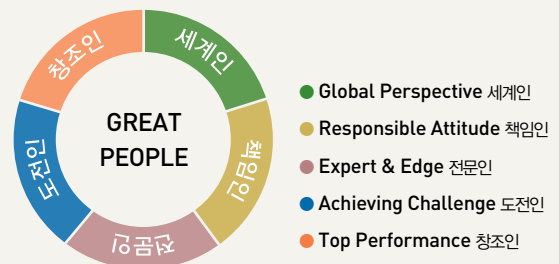 세계인
책임인
전문인
도전인
창조인
GREAT
PEOPLE
Global Perspective 세계인
Responsible Attitude 책임인
Expert & Edge 전문인
Achieving Challenge 도전인
Top Performance 창조인